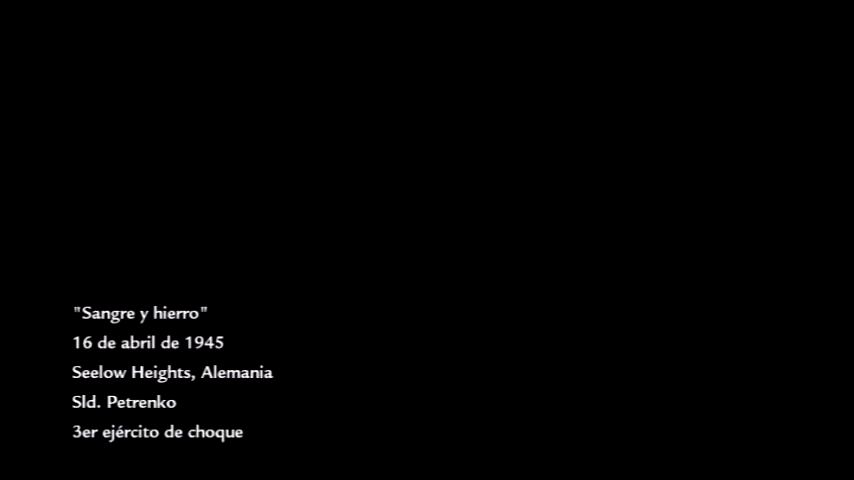 "Sangre y hierro"
16 de abril de 1945
Seelow Heights, Alemania
Sld. Petrenko
3er ejército de choque